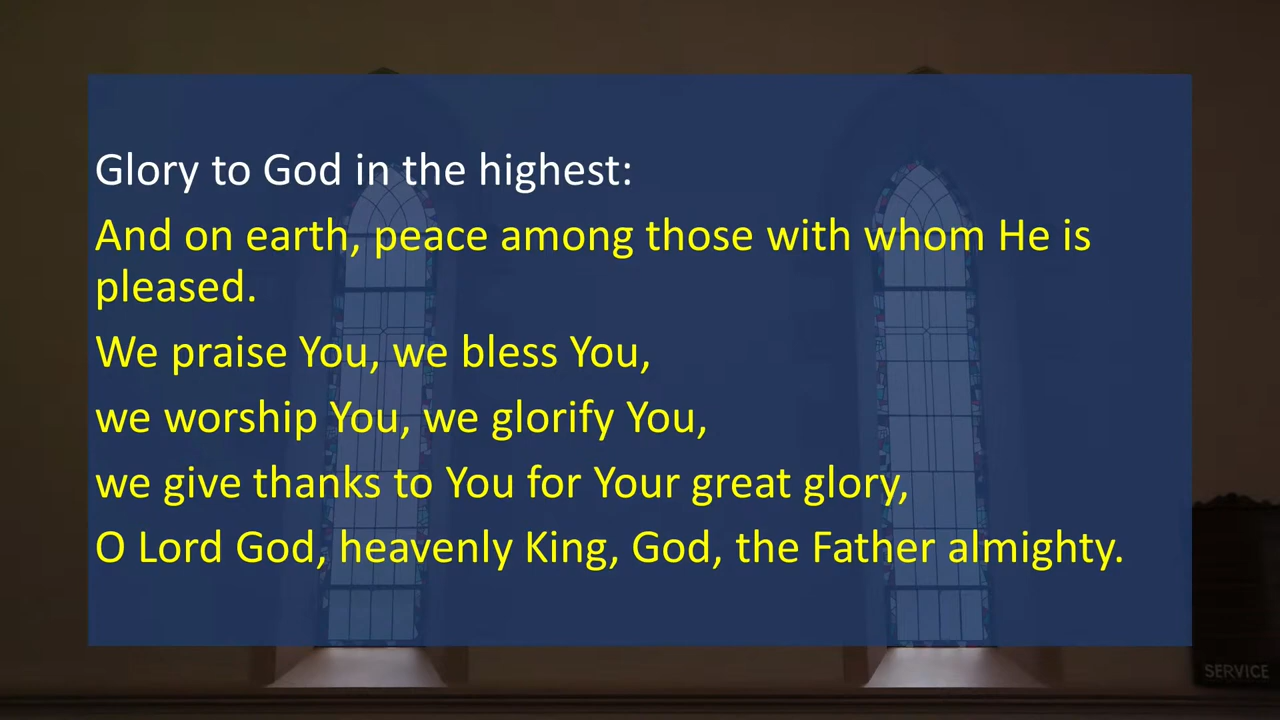 Glory to God in the highest:
And on earth, peace among those with whom He is
pleased.
We praise You, we bless You,
we worship You, we glorify You,
we give thanks to You for Your great glory,
O Lord God, heavenly King, God, the Father almighty.
SERVICE